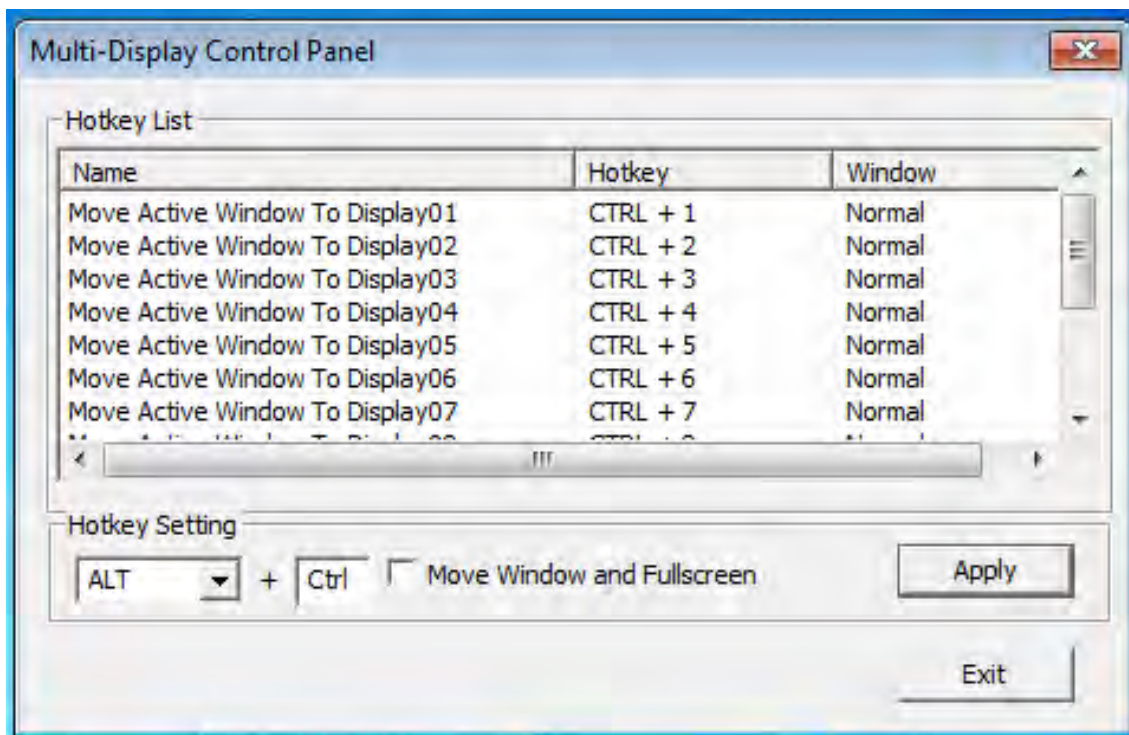 Multi-Display Control Panel
Hotkey List
Name Hotkey Window
Move Active Window To Display01 CTRL + 1 Normal
Move Active Window To Display02 CTRL + 2 Normal
Move Active Window To Display03 CTRL + 3 Normal
Move Active Window To Display04 CTRL + 4 Normal
Move Active Window To Display05 CTRL + 5 Normal
Move Active Window To Display06 CTRL + 6 Normal
Move Active Window To Display07 CTRL + 7 Normal
Hotkey Setting
ALT + Ctrl Move Window and Fullscreen Apply
Exit